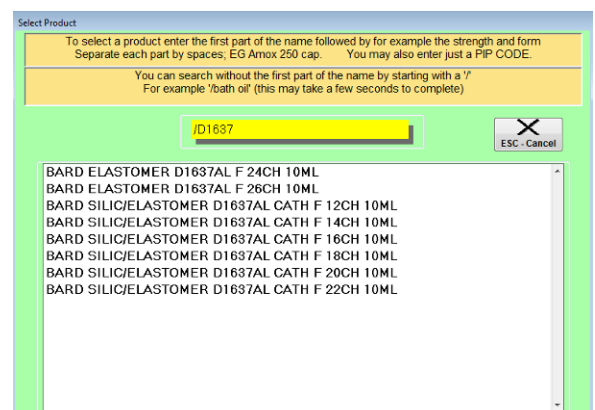 Select Product
To select a product enter the first part of the name followed by for example the strength and form
Separate each part by spaces; EG Amox 250 cap. You may also enter just a PIP CODE.
You can search without the first part of the name by starting with a '/'
For example '/bath oil' (this may take a few seconds to complete)
/D1637
ESC - Cancel
BARD ELASTOMER D1637AL F 24CH 10ML
BARD ELASTOMER D1637AL F 26CH 10ML
BARD SILIC/ELASTOMER D1637AL CATH F 12CH 10ML
BARD SILIC/ELASTOMER D1637AL CATH F 14CH 10ML
BARD SILIC/ELASTOMER D1637AL CATH F 16CH 10ML
BARD SILIC/ELASTOMER D1637AL CATH F 18CH 10ML
BARD SILIC/ELASTOMER D1637AL CATH F 20CH 10ML
BARD SILIC/ELASTOMER D1637AL CATH F 22CH 10ML